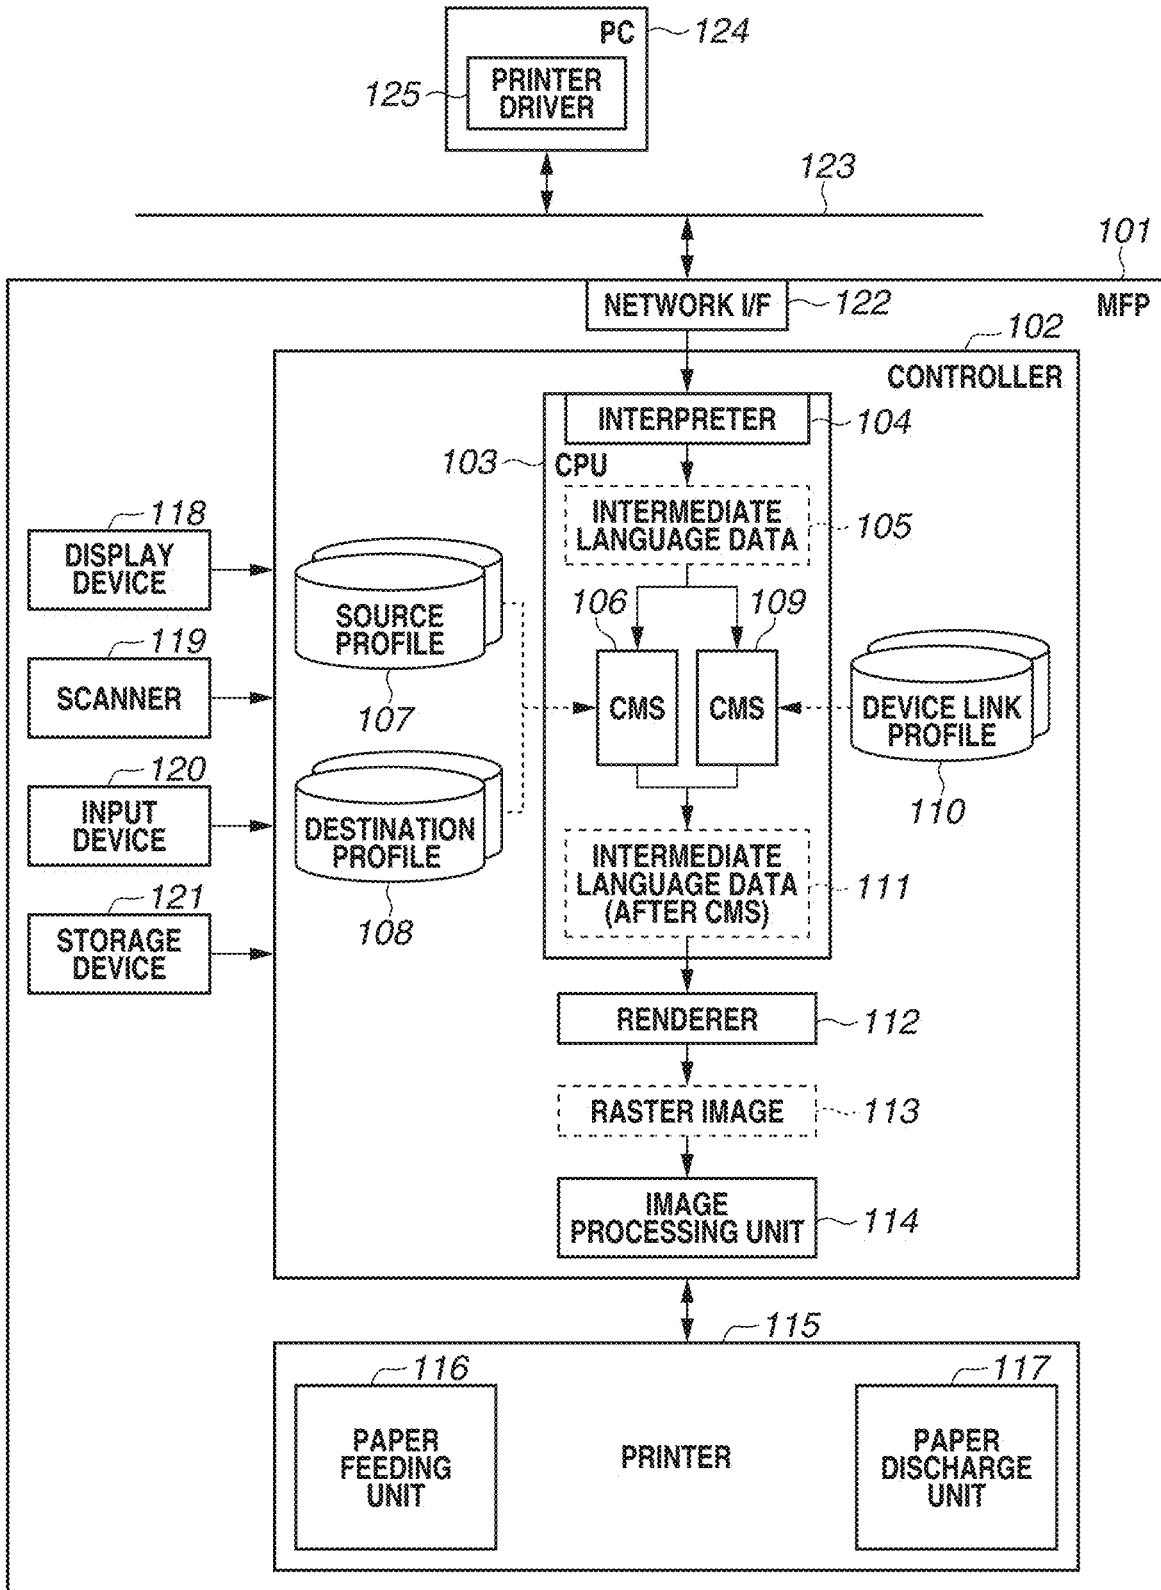 PC
124
125
PRINTER
DRIVER
123
101
NETWORK I/F
122
MFP
102
CONTROLLER
INTERPRETER
104
103
CPU
118
DISPLAY
DEVICE
INTERMEDIATE
LANGUAGE DATA
105
SOURCE
PROFILE
107
106
109
119
SCANNER
CMS
CMS
DEVICE LINK
PROFILE
110
120
INPUT
DEVICE
DESTINATION
PROFILE
108
INTERMEDIATE
LANGUAGE DATA
(AFTER CMS)
111
121
STORAGE
DEVICE
RENDERER
112
RASTER IMAGE
113
IMAGE
PROCESSING UNIT
114
115
116
117
PAPER
FEEDING
UNIT
PRINTER
PAPER
DISCHARGE
UNIT